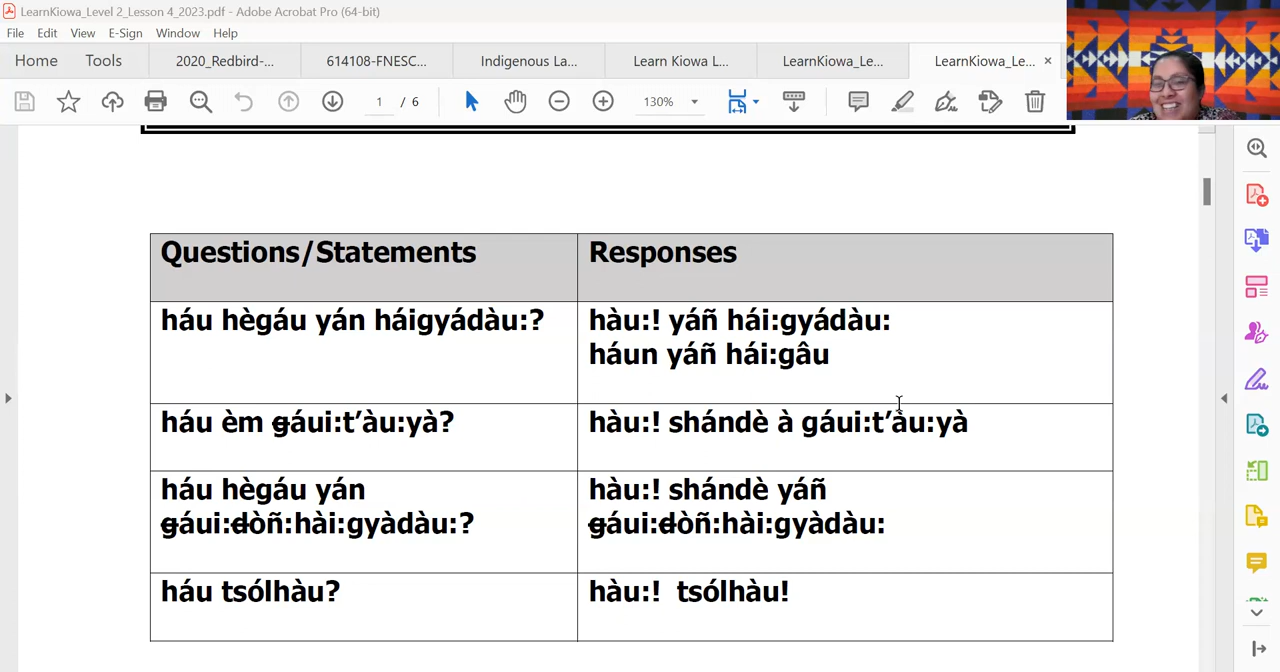 LearnKiowa_Level 2_Lesson 4_2023.pdf - Adobe Acrobat Pro (64-bit)
File Edit View E-Sign Window Help
Home Tools 2020_Redbird-... 614108-FNESC... Indigenous La... Learn Kiowa L... LearnKiowa_Le... LearnKiowa_Le... ×
1 / 6 130%
Questions/Statements Responses
háu hègáu yán háigyádàu:? hàu:! yáñ hái:gyádàu:
háun yáñ hái:gâu
háu èm g̶áui:t’àu:yà? hàu:! shándè à gáui:t’àu:yà
háu hègáu yán hàu:! shándè yáñ
g̶áui:d̶òñ:hài:gyàdàu:? g̶áui:d̶òñ:hài:gyàdàu:
háu tsólhàu? hàu:! tsólhàu!